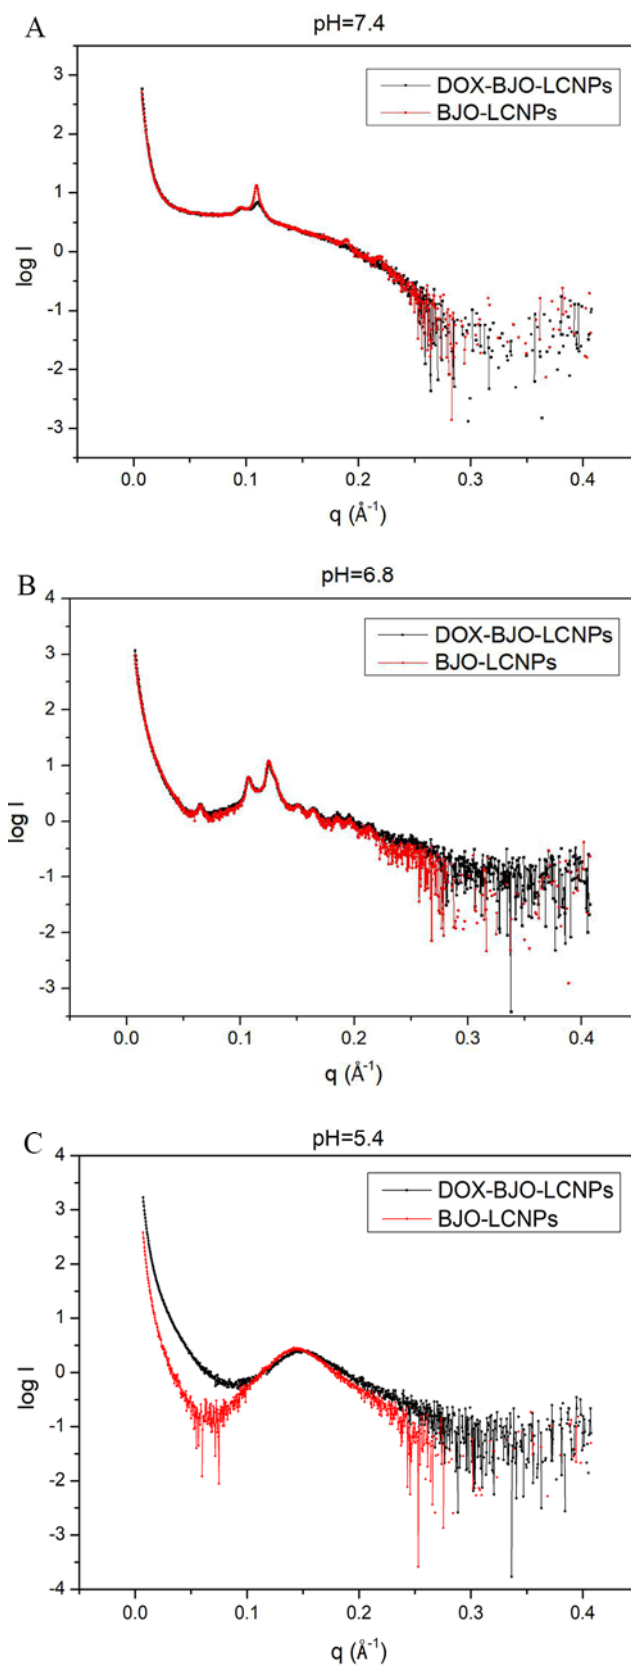 A
pH=7.4
DOX-BJO-LCNPs
BJO-LCNPs
3
2
1
0
-1
-2
-3
log I
0.0 0.1 0.2 0.3 0.4
q (Å⁻¹)
B
pH=6.8
DOX-BJO-LCNPs
BJO-LCNPs
4
3
2
1
0
-1
-2
-3
log I
0.0 0.1 0.2 0.3 0.4
q (Å⁻¹)
C
pH=5.4
DOX-BJO-LCNPs
BJO-LCNPs
4
3
2
1
0
-1
-2
-3
-4
log I
0.0 0.1 0.2 0.3 0.4
q (Å⁻¹)